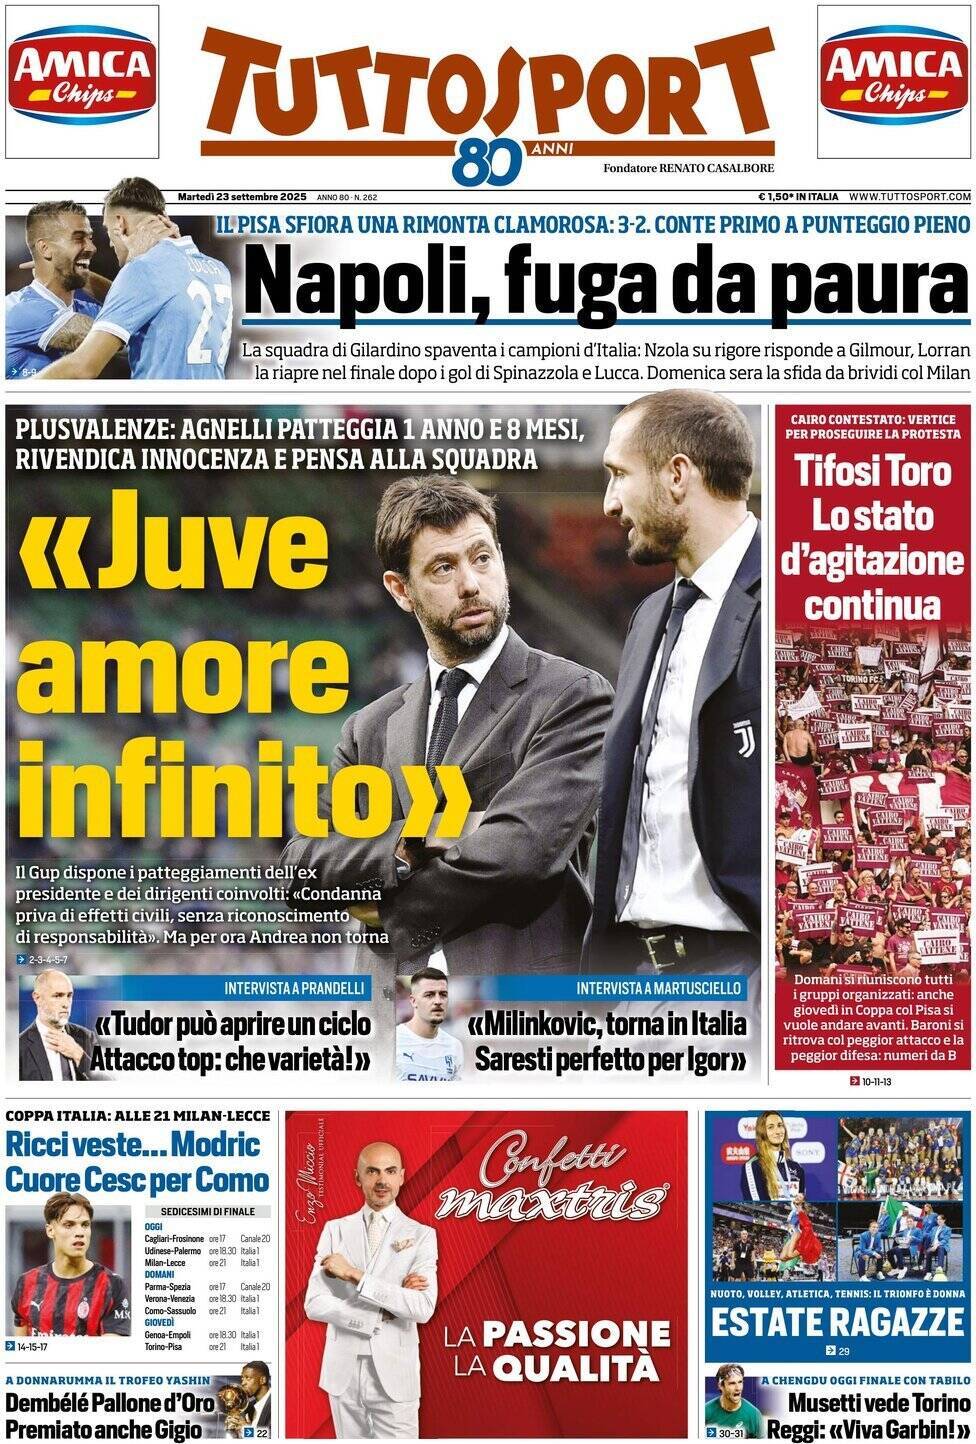 AMICA
Chips
TUTTOSPORT
80 ANNI
Fondatore RENATO CASALBORE
AMICA
Chips
Martedì 23 settembre 2025 ANNO 80 - N. 262
€ 1,50* IN ITALIA WWW.TUTTOSPORT.COM
IL PISA SFIORA UNA RIMONTA CLAMOROSA: 3-2. CONTE PRIMO A PUNTEGGIO PIENO
Napoli, fuga da paura
La squadra di Gilardino spaventa i campioni d'Italia: Nzola su rigore risponde a Gilmour, Lorran
la riapre nel finale dopo i gol di Spinazzola e Lucca. Domenica sera la sfida da brividi col Milan
LUCCA
27
8-9
PLUSVALENZE: AGNELLI PATTEGGIA 1 ANNO E 8 MESI,
RIVENDICA INNOCENZA E PENSA ALLA SQUADRA
«Juve
amore
infinito»
Il Gup dispone i patteggiamenti dell'ex
presidente e dei dirigenti coinvolti: «Condanna
priva di effetti civili, senza riconoscimento
di responsabilità». Ma per ora Andrea non torna
2-3-4-5-7
INTERVISTA A PRANDELLI
«Tudor può aprire un ciclo
Attacco top: che varietà!»
INTERVISTA A MARTUSCIELLO
«Milinkovic, torna in Italia
Saresti perfetto per Igor»
SAVVY
CAIRO CONTESTATO: VERTICE
PER PROSEGUIRE LA PROTESTA
Tifosi Toro
Lo stato
d'agitazione
continua
TORINO FC
CAIRO
VATTENE
Domani si riuniscono tutti
i gruppi organizzati: anche
giovedì in Coppa col Pisa si
vuole andare avanti. Baroni si
ritrova col peggior attacco e la
peggior difesa: numeri da B
10-11-13
COPPA ITALIA: ALLE 21 MILAN-LECCE
Ricci veste... Modric
Cuore Cesc per Como
SEDICESIMI DI FINALE
OGGI
Cagliari-Frosinone ore 17 Canale 20
Udinese-Palermo ore 18.30 Italia 1
Milan-Lecce ore 21 Italia 1
DOMANI
Parma-Spezia ore 17 Canale 20
Verona-Venezia ore 18.30 Italia 1
Como-Sassuolo ore 21 Italia 1
GIOVEDÌ
Genoa-Empoli ore 18.30 Italia 1
Torino-Pisa ore 21 Italia 1
14-15-17
A DONNARUMMA IL TROFEO YASHIN
Dembélé Pallone d'Oro
Premiato anche Gigio
22
Enzo Miccio
TESTIMONIAL UFFICIALE
Confetti
maxtris®
LA PASSIONE
LA QUALITÀ
SONY
NUOTO, VOLLEY, ATLETICA, TENNIS: IL TRIONFO È DONNA
ESTATE RAGAZZE
29
A CHENGDU OGGI FINALE CON TABILO
Musetti vede Torino
Reggi: «Viva Garbin!»
30-31